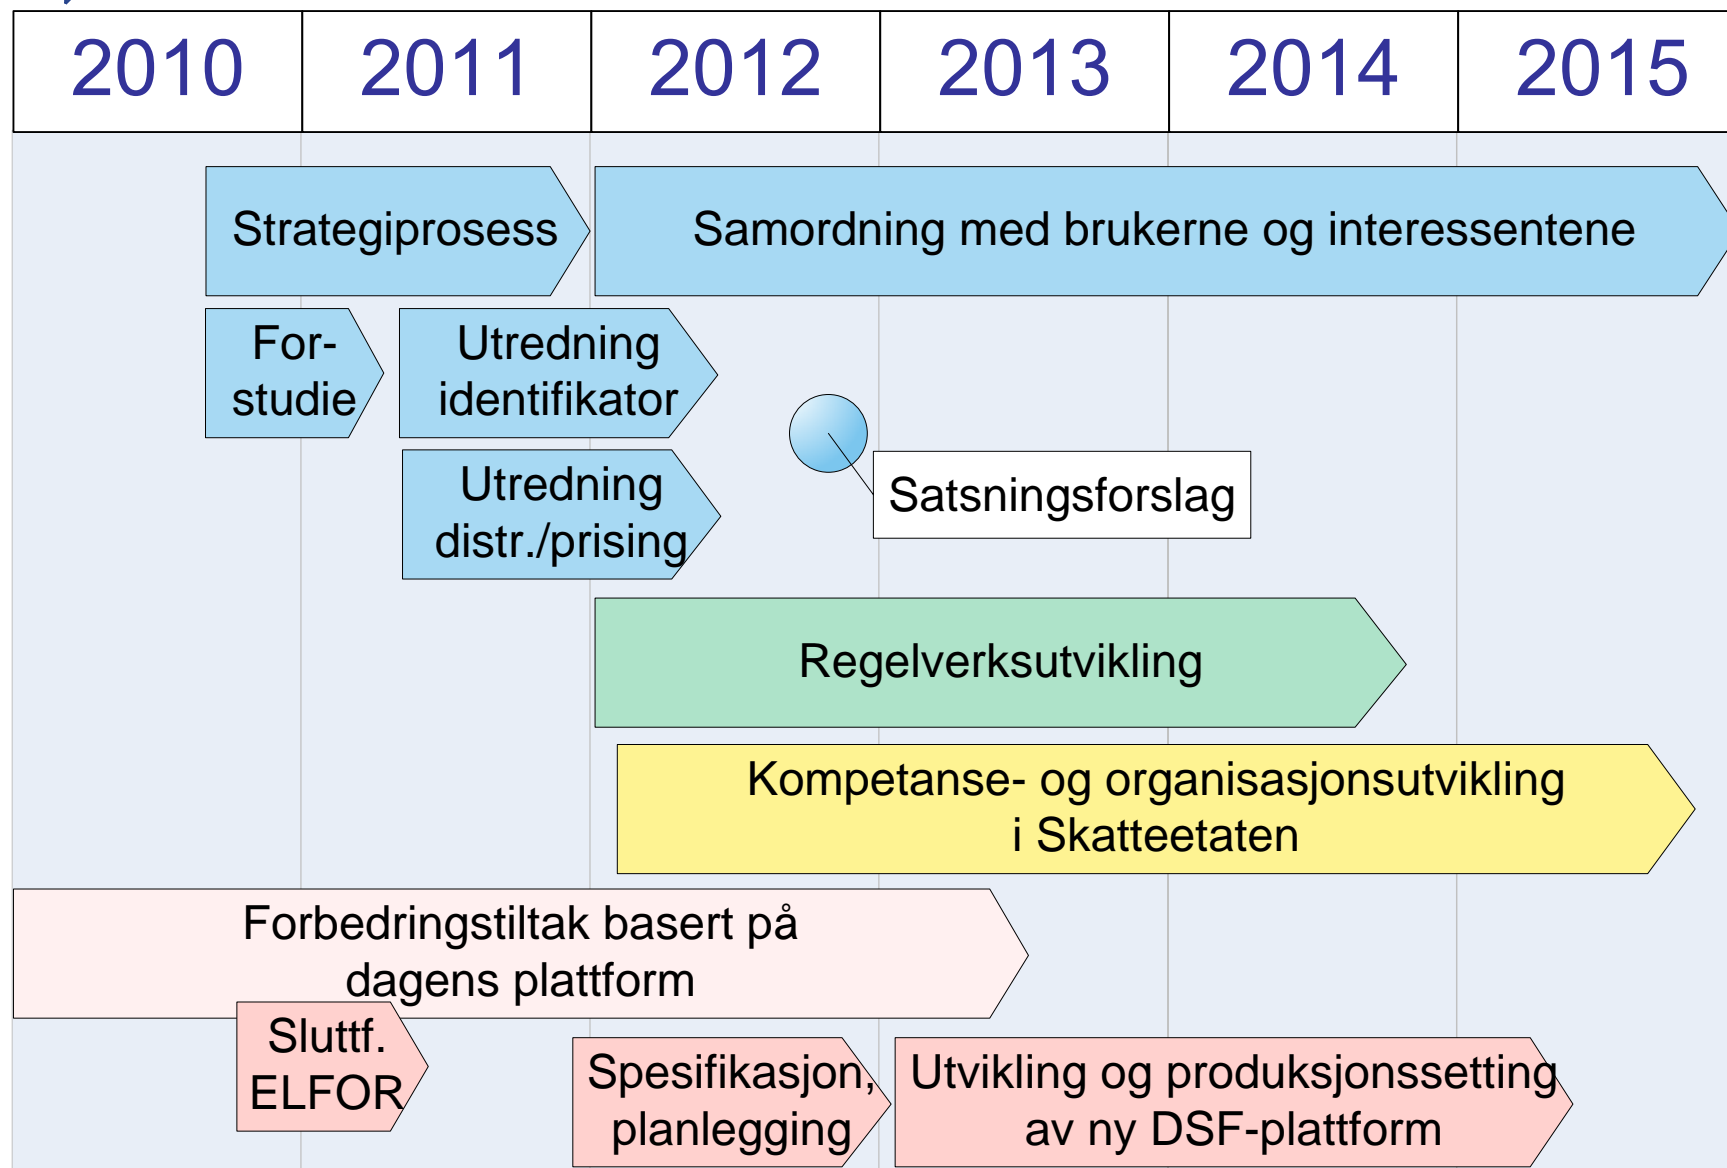 2010 2011 2012 2013 2014 2015
Strategiprosess
Samordning med brukerne og interessentene
For-
studie
Utredning
identifikator
Utredning
distr./prising
Satsningsforslag
Regelverksutvikling
Kompetanse- og organisasjonsutvikling
i Skatteetaten
Forbedringstiltak basert på
dagens plattform
Sluttf.
ELFOR
Spesifikasjon,
planlegging
Utvikling og produksjonssetting
av ny DSF-plattform